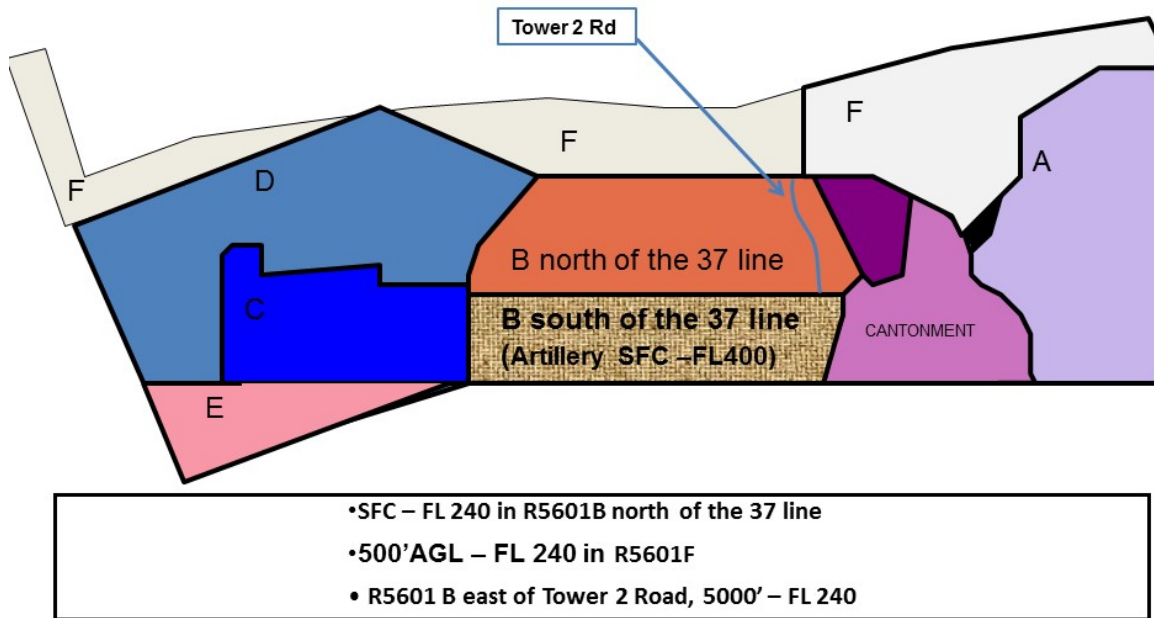 Tower 2 Rd
F
F
F
A
D
B north of the 37 line
C
B south of the 37 line
(Artillery SFC –FL400)
CANTONMENT
E
•SFC – FL 240 in R5601B north of the 37 line
•500'AGL – FL 240 in R5601F
• R5601 B east of Tower 2 Road, 5000' – FL 240